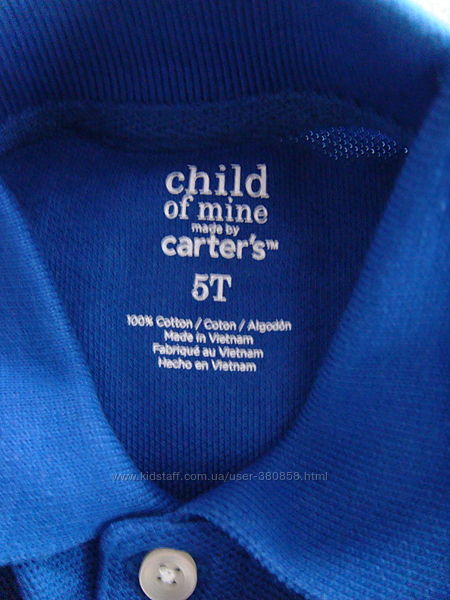 child
of mine
made by
carter's™
5T
100% Cotton / Coton / Algodón
Made in Vietnam
Fabriqué au Vietnam
Hecho en Vietnam
www.kidstaff.com.ua/user-380858.html